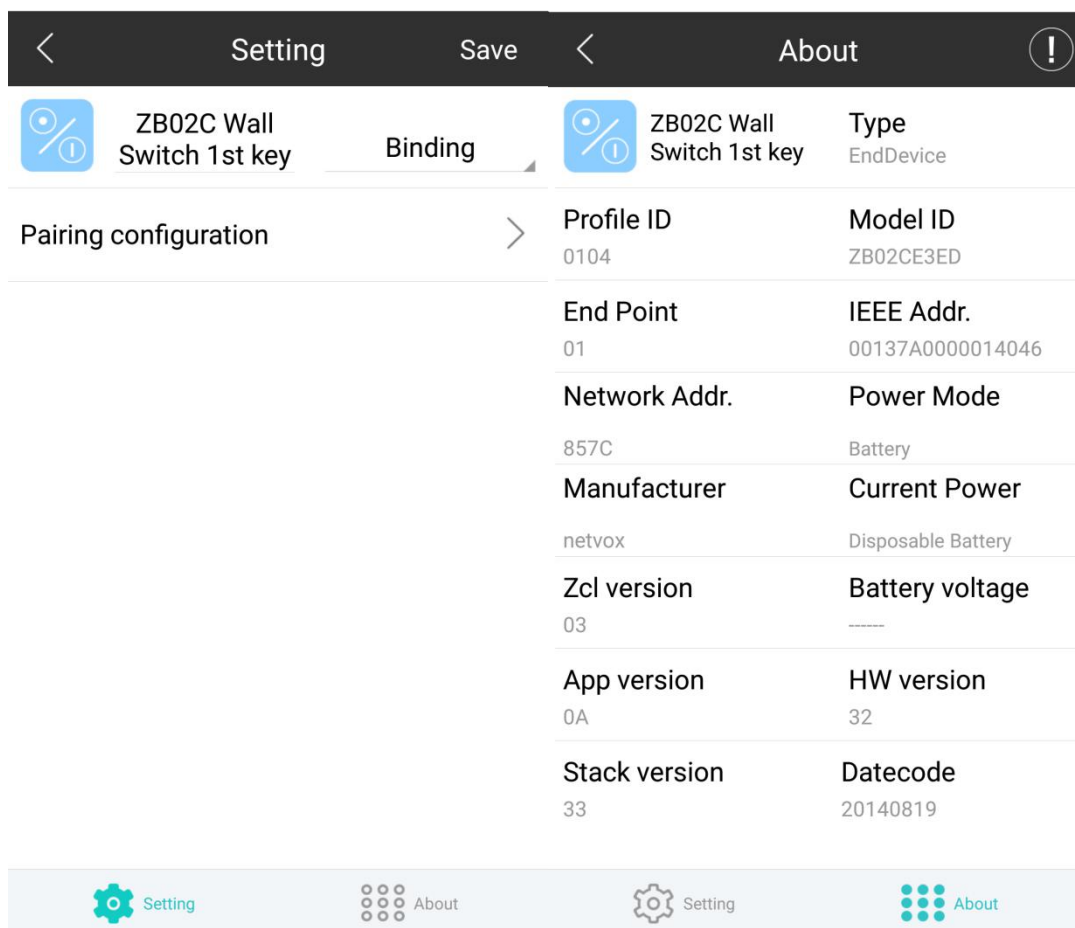 Setting
Save
ZB02C Wall
Switch 1st key
Binding
Pairing configuration
Setting
About
About
!
ZB02C Wall
Switch 1st key
Type
EndDevice
Profile ID
0104
Model ID
ZB02CE3ED
End Point
01
IEEE Addr.
00137A0000014046
Network Addr.
857C
Power Mode
Battery
Manufacturer
netvox
Current Power
Disposable Battery
Zcl version
03
Battery voltage
------
App version
0A
HW version
32
Stack version
33
Datecode
20140819
Setting
About